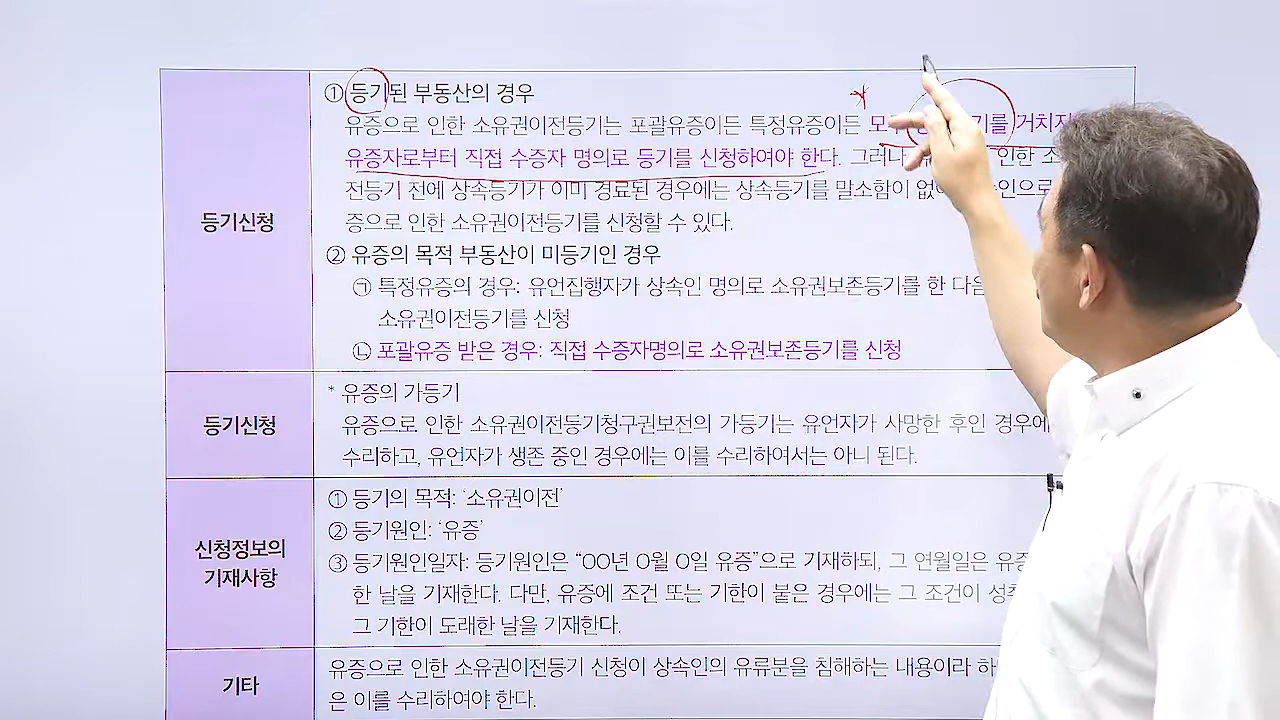 등기신청
① 등기된 부동산의 경우
유증으로 인한 소유권이전등기는 포괄유증이든 특정유증이든 를 거치지
유증자로부터 직접 수증자 명의로 등기를 신청하여야 한다. 그러나 인한
전등기 전에 상속등기가 이미 경료된 경우에는 상속등기를 말소함이 없이
증으로 인한 소유권이전등기를 신청할 수 있다.
② 유증의 목적 부동산이 미등기인 경우
㉠ 특정유증의 경우: 유언집행자가 상속인 명의로 소유권보존등기를 한 다음
소유권이전등기를 신청
㉡ 포괄유증 받은 경우: 직접 수증자명의로 소유권보존등기를 신청
등기신청
* 유증의 가등기
유증으로 인한 소유권이전등기청구권보전의 가등기는 유언자가 사망한 후인 경우에
수리하고, 유언자가 생존 중인 경우에는 이를 수리하여서는 아니 된다.
신청정보의
기재사항
① 등기의 목적: ‘소유권이전’
② 등기원인: ‘유증’
③ 등기원인일자: 등기원인은 “00년 0월 0일 유증”으로 기재하되, 그 연월일은 유증
한 날을 기재한다. 다만, 유증에 조건 또는 기한이 붙은 경우에는 그 조건이
그 기한이 도래한 날을 기재한다.
기타
유증으로 인한 소유권이전등기 신청이 상속인의 유류분을 침해하는 내용이라
은 이를 수리하여야 한다.